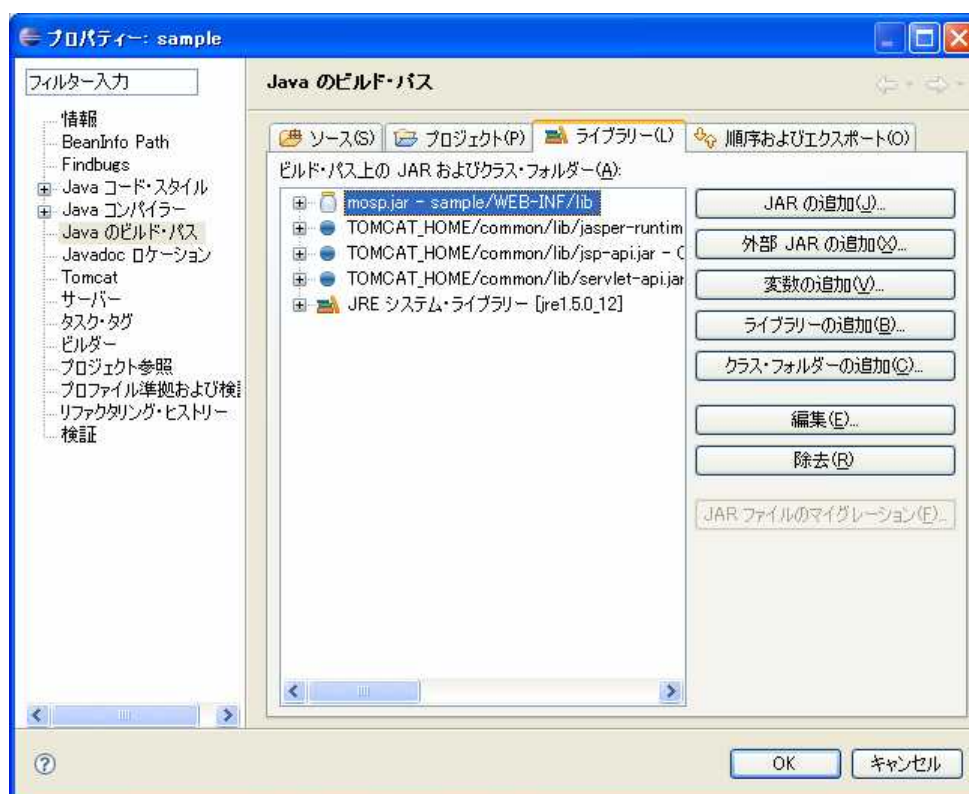 プロパティー: sample
フィルター入力
情報
BeanInfo Path
Findbugs
Java コード・スタイル
Java コンパイラー
Java のビルド・パス
Javadoc ロケーション
Tomcat
サーバー
タスク・タグ
ビルダー
プロジェクト参照
プロファイル準拠および検
リファクタリング・ヒストリー
検証
Java のビルド・パス
ソース(S) プロジェクト(P) ライブラリー(L) 順序およびエクスポート(O)
ビルド・パス上の JAR およびクラス・フォルダー(A):
mosp.jar - sample/WEB-INF/lib
TOMCAT_HOME/common/lib/jasper-runtim
TOMCAT_HOME/common/lib/jsp-api.jar - C
TOMCAT_HOME/common/lib/servlet-api.jar
JRE システム・ライブラリー [jre1.5.0_12]
JAR の追加(J)...
外部 JAR の追加(X)...
変数の追加(V)...
ライブラリーの追加(B)...
クラス・フォルダーの追加(C)...
編集(E)...
除去(R)
JAR ファイルのマイグレーション(F)...
OK キャンセル